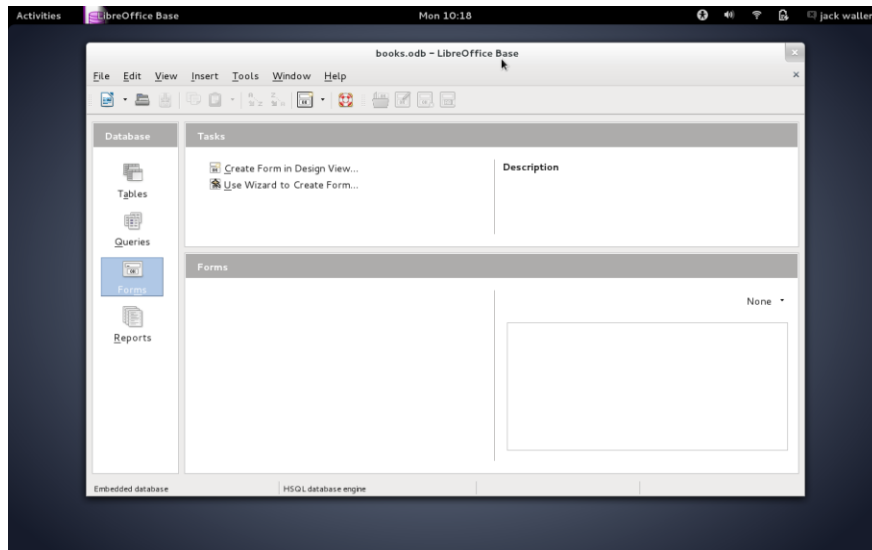 Activities LibreOffice Base Mon 10:18 jack waller
books.odb - LibreOffice Base
File Edit View Insert Tools Window Help
Database Tasks
Create Form in Design View...
Use Wizard to Create Form...
Description
Tables
Queries
Forms
Forms
None
Reports
Embedded database HSQL database engine